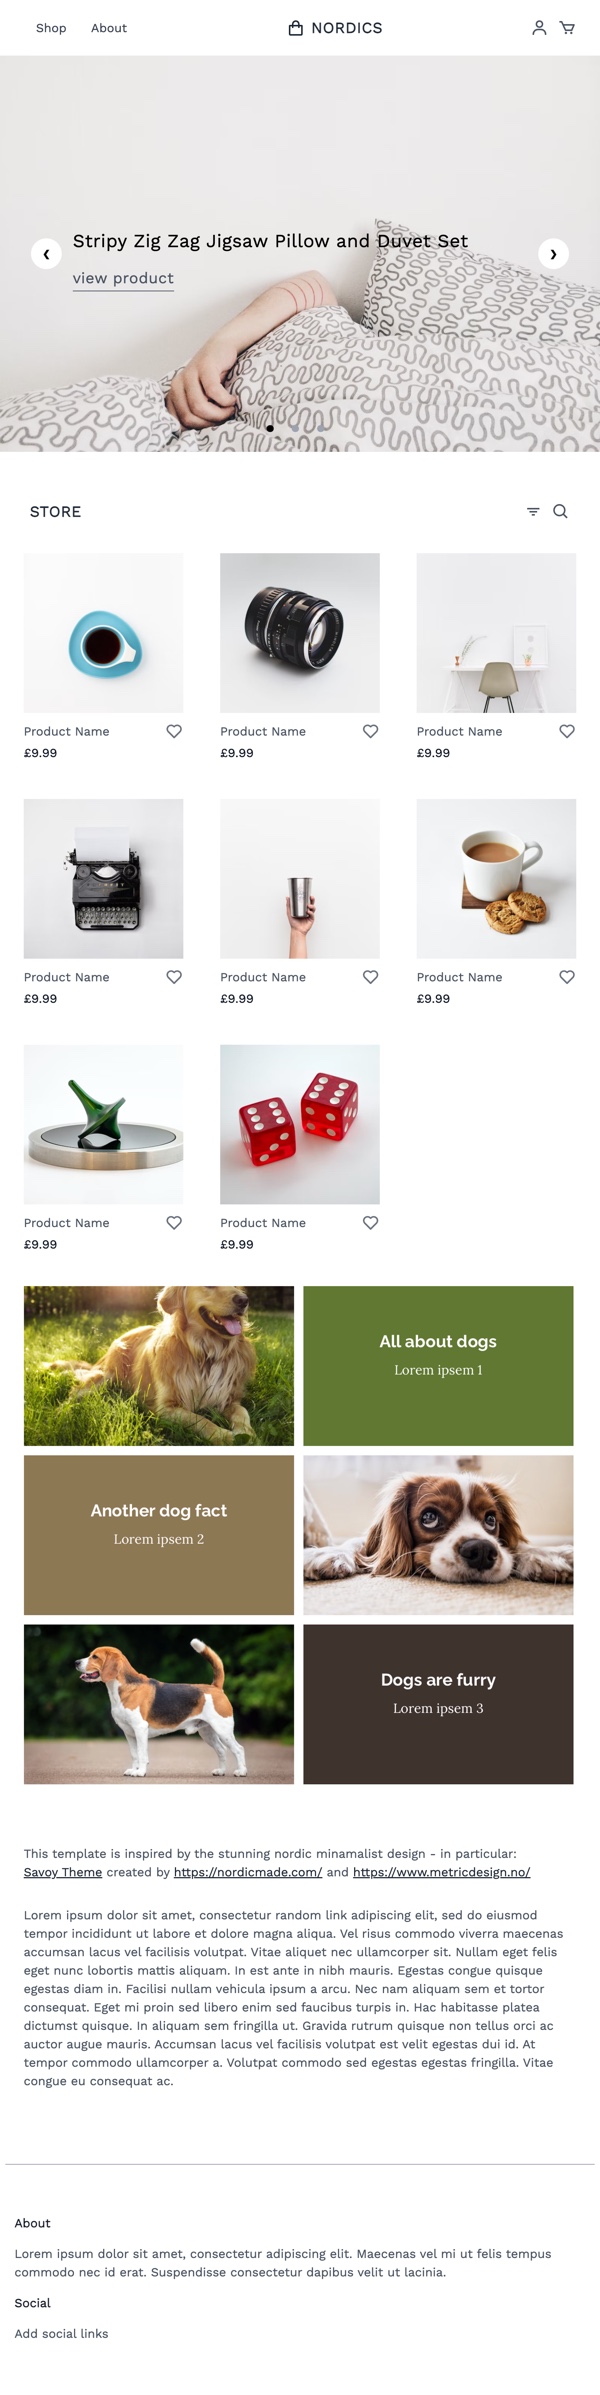 Shop About NORDICS
Stripy Zig Zag Jigsaw Pillow and Duvet Set
view product
STORE
Product Name Product Name Product Name
£9.99 £9.99 £9.99
Product Name Product Name Product Name
£9.99 £9.99 £9.99
Product Name Product Name
£9.99 £9.99
All about dogs
Lorem ipsem 1
Another dog fact
Lorem ipsem 2
Dogs are furry
Lorem ipsem 3
This template is inspired by the stunning nordic minamalist design - in particular:
Savoy Theme created by https://nordicmade.com/ and https://www.metricdesign.no/
Lorem ipsum dolor sit amet, consectetur random link adipiscing elit, sed do eiusmod
tempor incididunt ut labore et dolore magna aliqua. Vel risus commodo viverra maecenas
accumsan lacus vel facilisis volutpat. Vitae aliquet nec ullamcorper sit. Nullam eget felis
eget nunc lobortis mattis aliquam. In est ante in nibh mauris. Egestas congue quisque
egestas diam in. Facilisi nullam vehicula ipsum a arcu. Nec nam aliquam sem et tortor
consequat. Eget mi proin sed libero enim sed faucibus turpis in. Hac habitasse platea
dictumst quisque. In aliquam sem fringilla ut. Gravida rutrum quisque non tellus orci ac
auctor augue mauris. Accumsan lacus vel facilisis volutpat est velit egestas dui id. At
tempor commodo ullamcorper a. Volutpat commodo sed egestas egestas fringilla. Vitae
congue eu consequat ac.
About
Lorem ipsum dolor sit amet, consectetur adipiscing elit. Maecenas vel mi ut felis tempus
commodo nec id erat. Suspendisse consectetur dapibus velit ut lacinia.
Social
Add social links